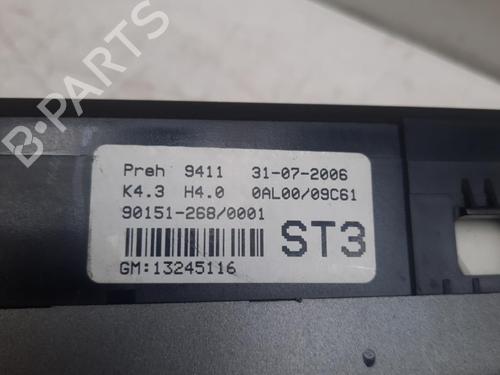 B-PARTS
Preh 9411 31-07-2006
K4.3 H4.0 0AL00/09C61
90151-268/0001
ST3
GM:13245116